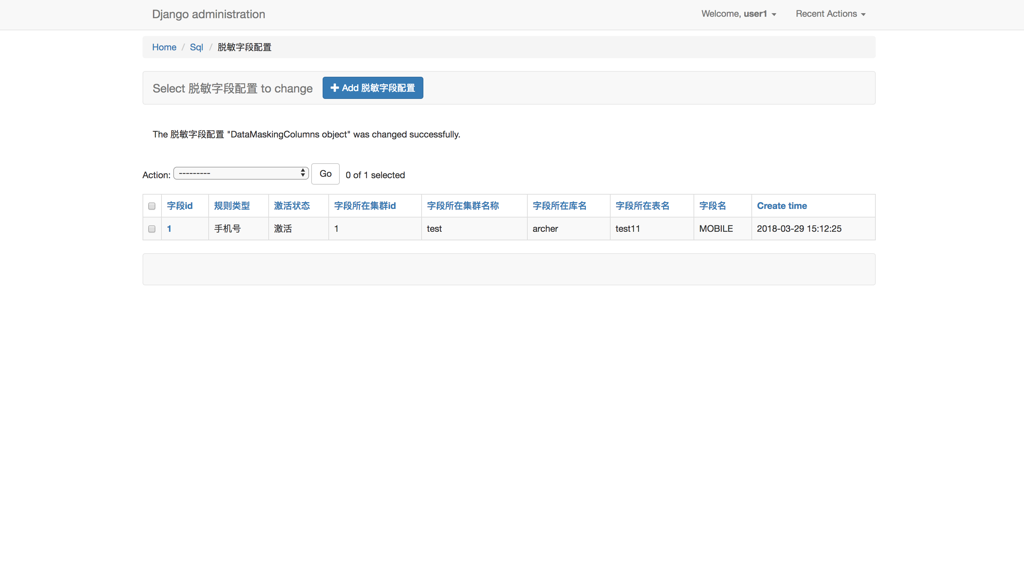 Django administration Welcome, user1 Recent Actions
Home / Sql / 脱敏字段配置
Select 脱敏字段配置 to change + Add 脱敏字段配置
The 脱敏字段配置 "DataMaskingColumns object" was changed successfully.
Action: --------- Go 0 of 1 selected
字段id 规则类型 激活状态 字段所在集群id 字段所在集群名称 字段所在库名 字段所在表名 字段名 Create time
1 手机号 激活 1 test archer test11 MOBILE 2018-03-29 15:12:25